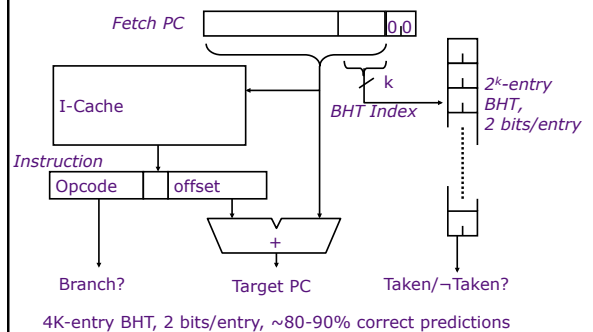 Fetch PC
0 0
k
I-Cache
BHT Index
2ᵏ-entry
BHT,
2 bits/entry
Instruction
Opcode
offset
+
Branch?
Target PC
Taken/¬Taken?
4K-entry BHT, 2 bits/entry, ~80-90% correct predictions